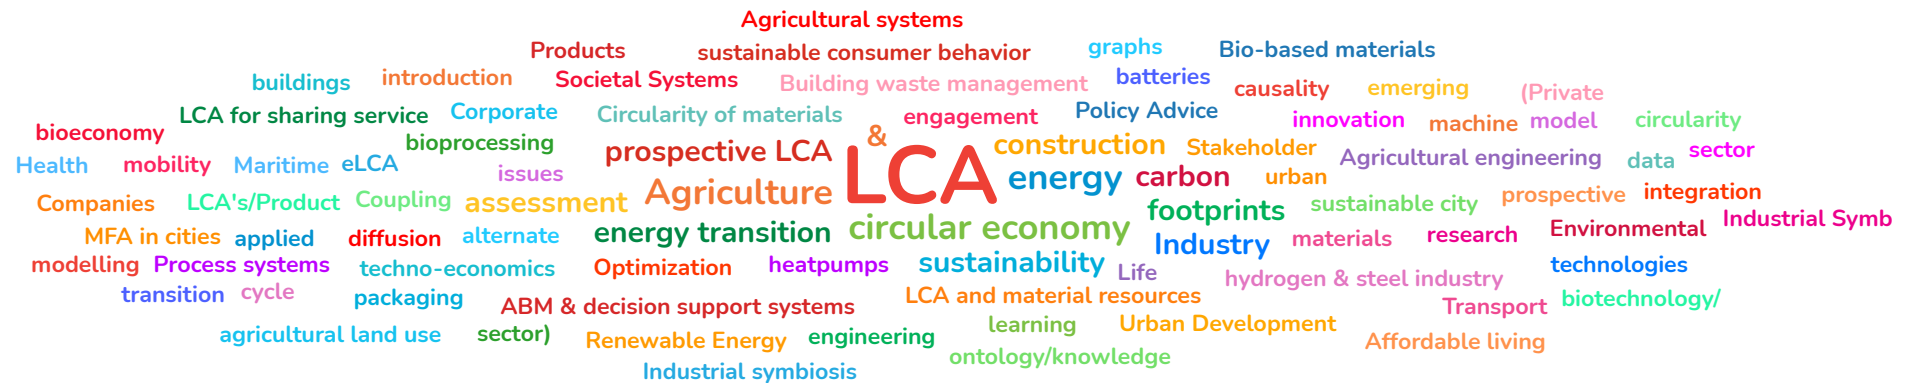 Agricultural systems
Products sustainable consumer behavior graphs Bio-based materials
buildings introduction Societal Systems Building waste management batteries causality emerging (Private
LCA for sharing service Corporate Circularity of materials engagement Policy Advice innovation machine model circularity
bioeconomy bioprocessing prospective LCA & LCA construction Stakeholder Agricultural engineering data sector
Health mobility Maritime eLCA issues Agriculture energy carbon urban
Companies LCA's/Product Coupling assessment circular economy footprints sustainable city prospective integration
MFA in cities applied diffusion alternate energy transition Industry materials research Environmental Industrial Symb
modelling Process systems techno-economics Optimization heatpumps sustainability Life hydrogen & steel industry technologies
transition cycle packaging ABM & decision support systems LCA and material resources Transport biotechnology/
agricultural land use sector) Renewable Energy engineering learning Urban Development Affordable living
ontology/knowledge
Industrial symbiosis